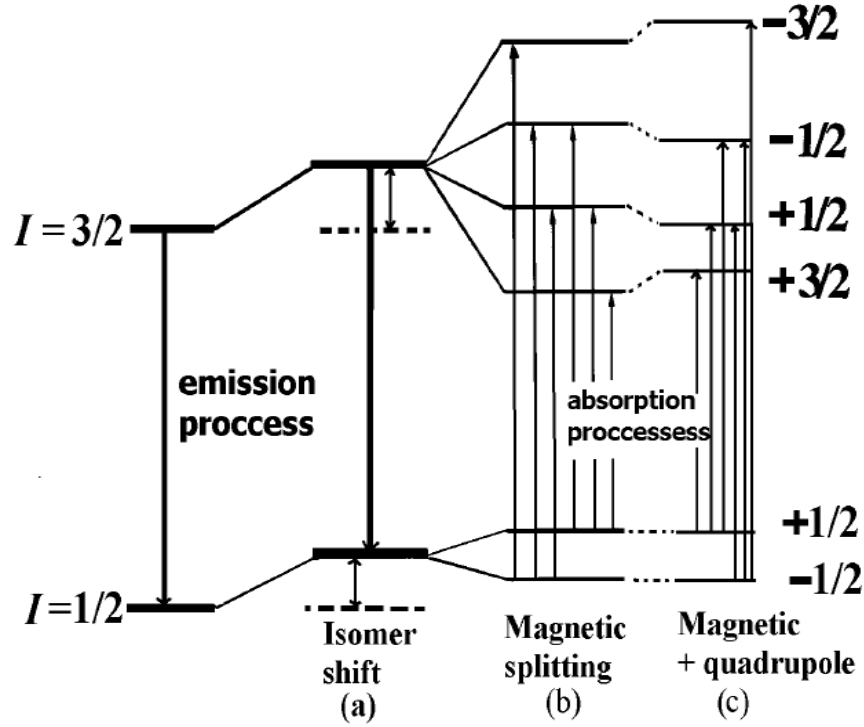 −3/2
−1/2
I = 3/2
+1/2
+3/2
emission
proccess
absorption
proccessess
+1/2
I =1/2
−1/2
Isomer
shift
(a)
Magnetic
splitting
(b)
Magnetic
+ quadrupole
(c)